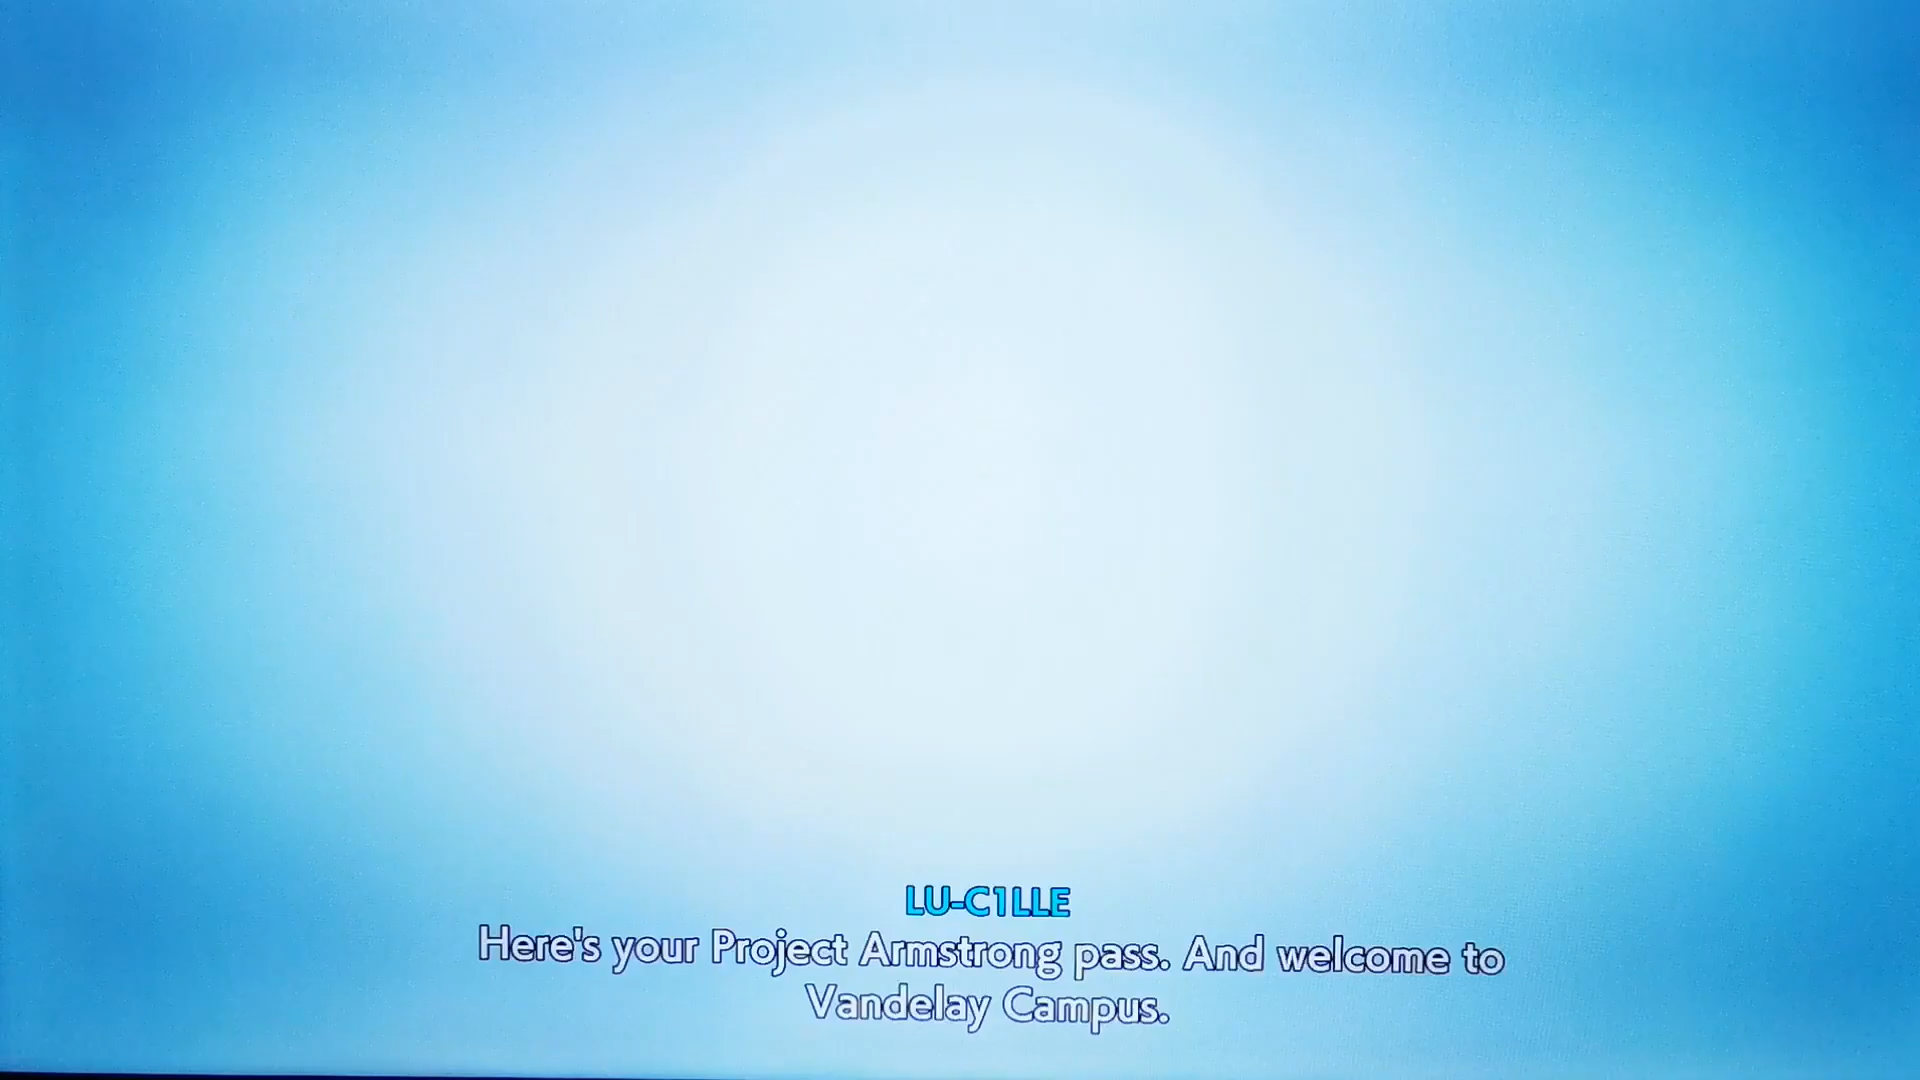 LU-C1LLE
Here's your Project Armstrong pass. And welcome to
Vandelay Campus.